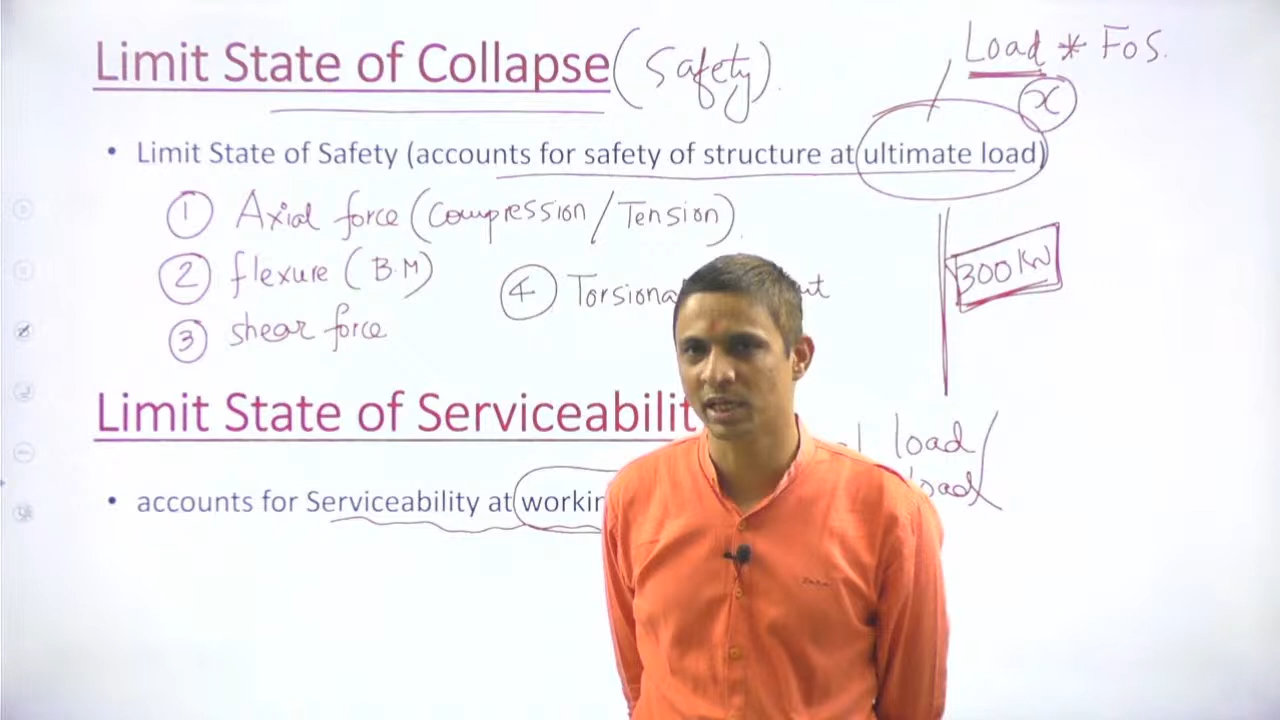 Limit State of Collapse (Safety)
Load * FoS.
x
• Limit State of Safety (accounts for safety of structure at ultimate load)
① Axial force (Compression/Tension)
② flexure (B.M)
③ shear force
④ Torsiona
300 KN
Limit State of Serviceabilit
load/
load
• accounts for Serviceability at workin